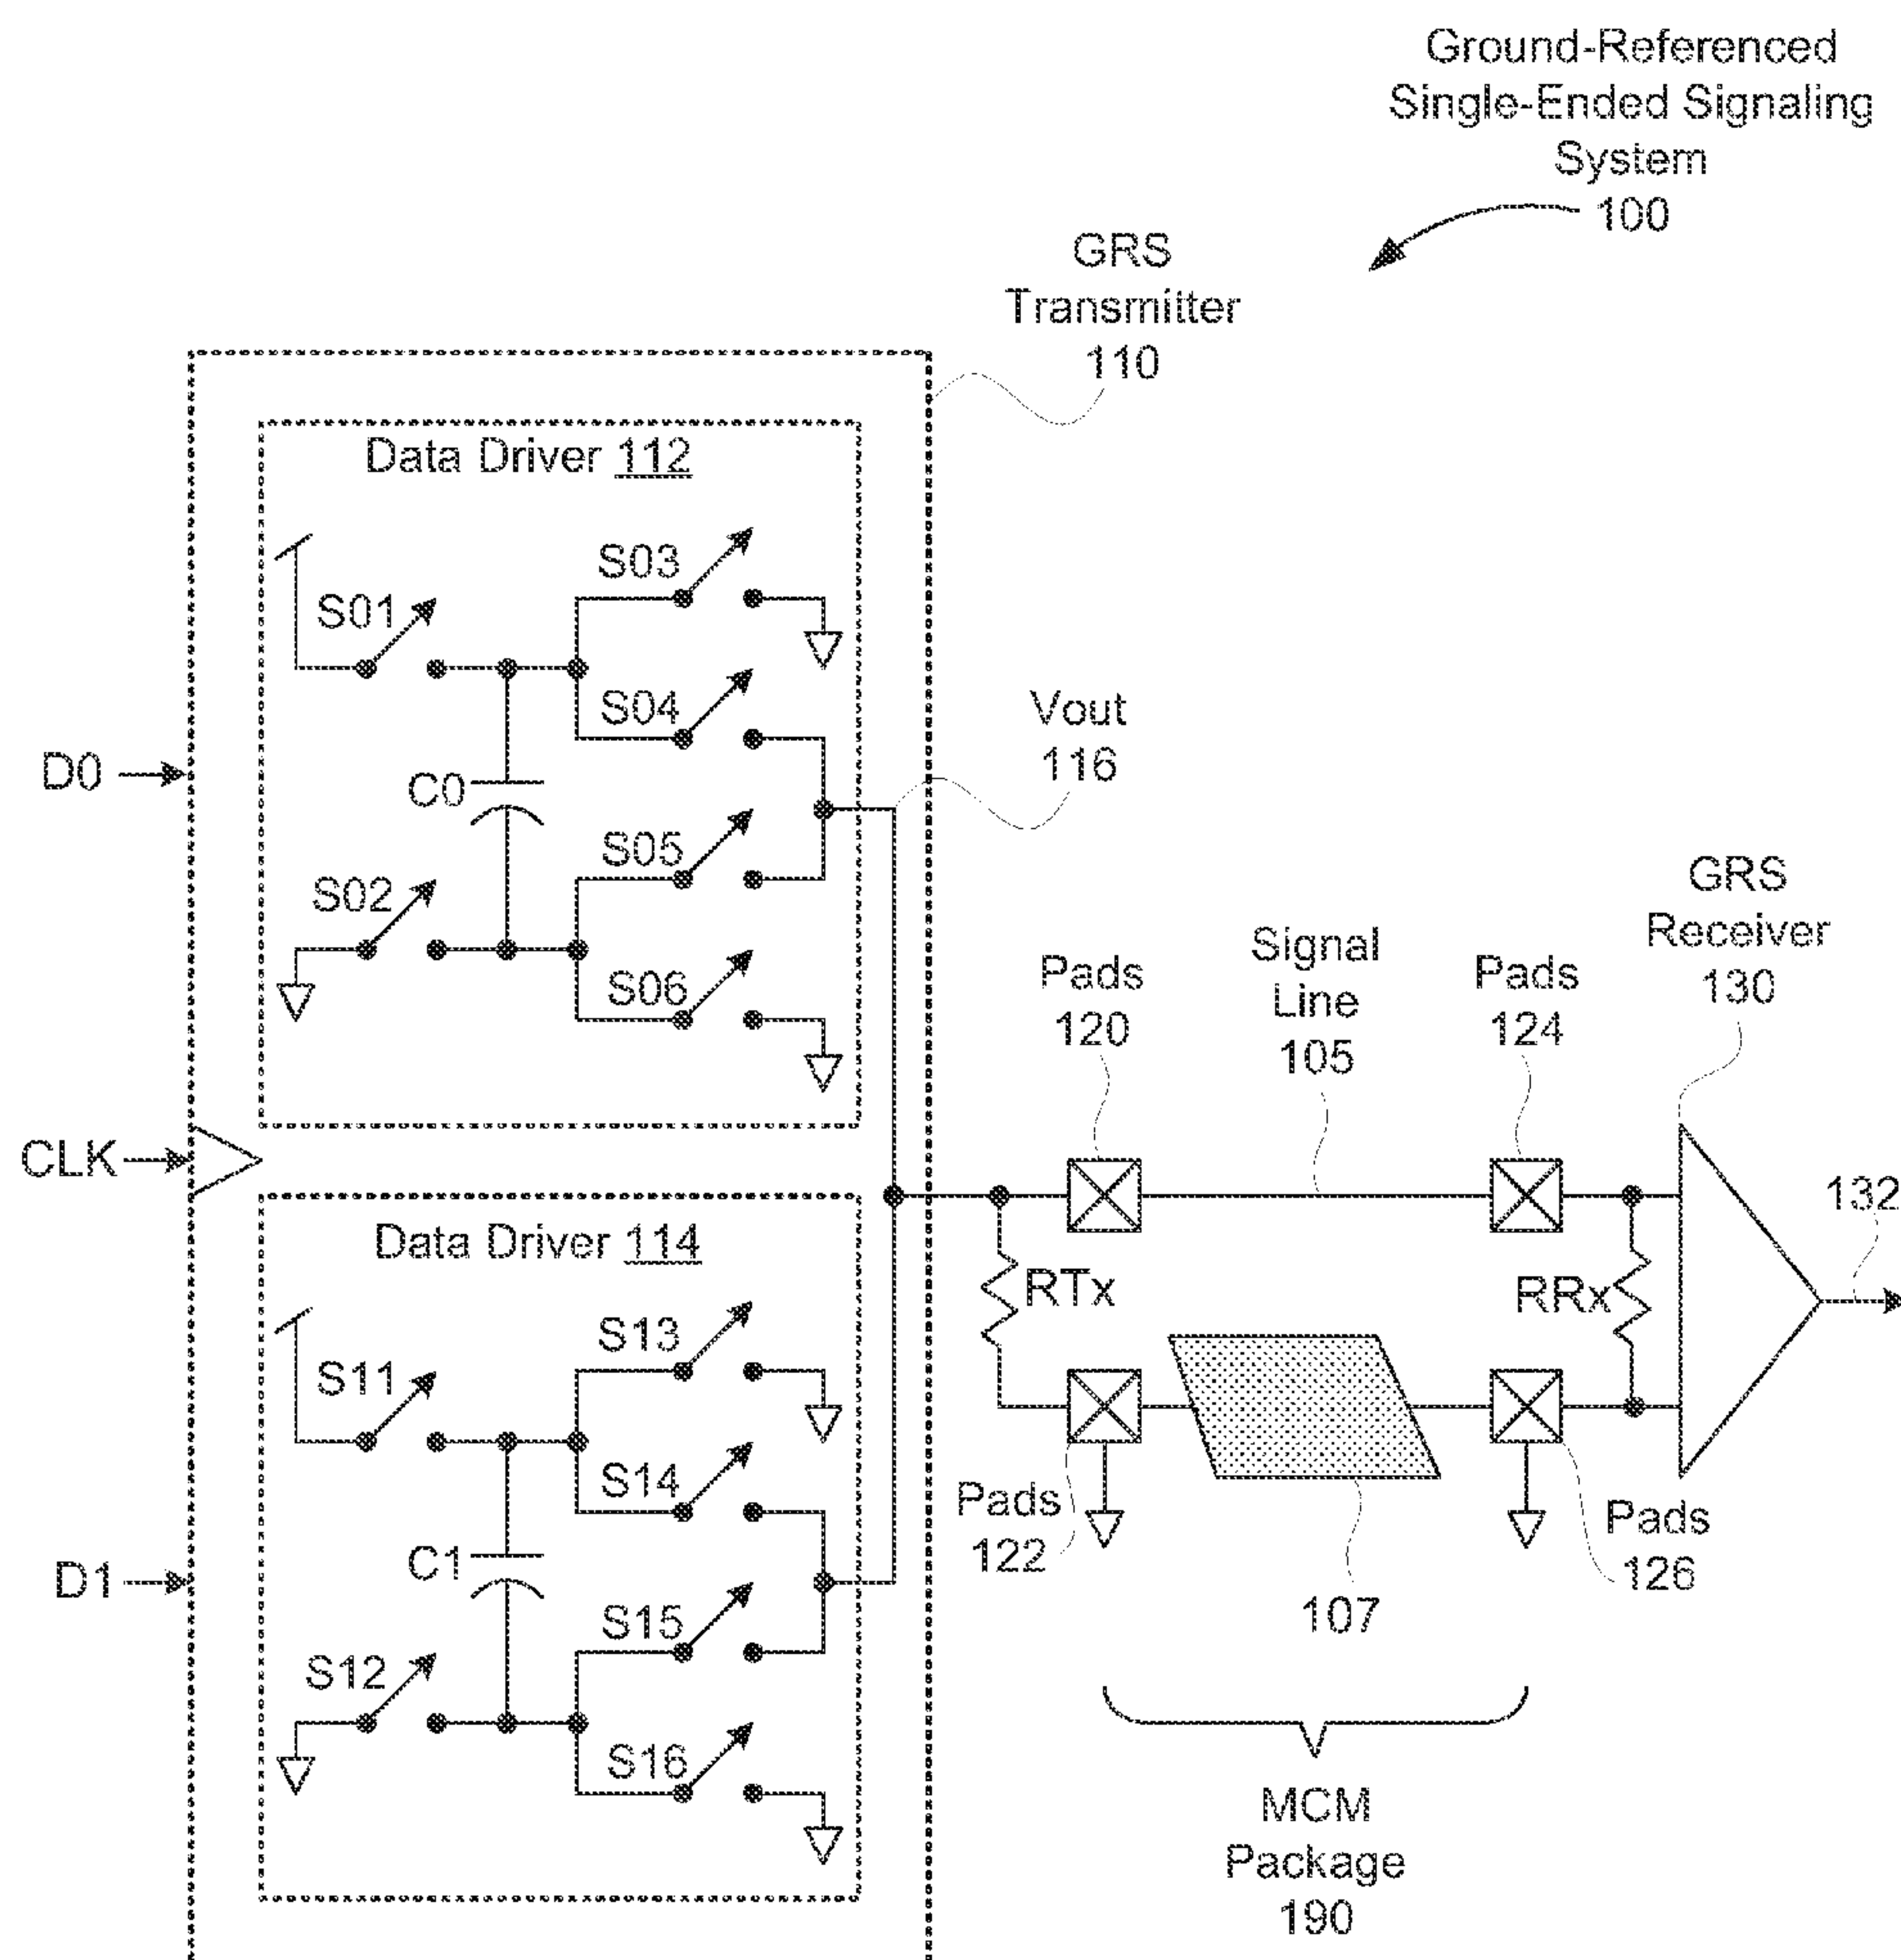 Ground-Referenced
Single-Ended Signaling
System
100
GRS
Transmitter
110
Data Driver 112
S03
S01
S04
Vout
116
D0
C0
S05
S02
GRS
Receiver
130
Signal
Line
105
Pads
120
Pads
124
S06
CLK
132
Data Driver 114
RTx
RRx
S13
S11
S14
Pads
122
Pads
126
C1
D1
S15
107
S12
S16
MCM
Package
190